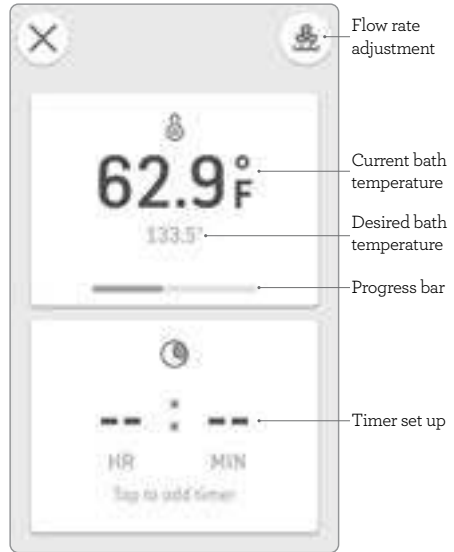 Flow rate
adjustment
62.9°F
Current bath
temperature
133.5°
Desired bath
temperature
Progress bar
-- : --
Timer set up
HR MIN
Tap to add timer